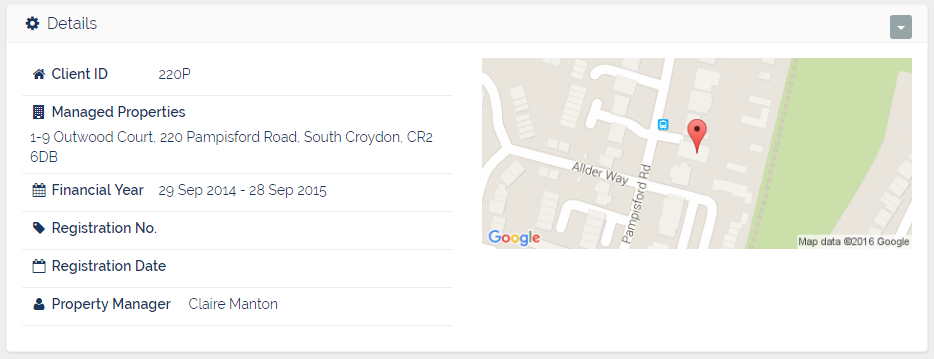 Details
Client ID 220P
Managed Properties
1-9 Outwood Court, 220 Pampisford Road, South Croydon, CR2
6DB
Financial Year 29 Sep 2014 - 28 Sep 2015
Registration No.
Registration Date
Property Manager Claire Manton
Allder Way
Pampisford Rd
Google
Map data ©2016 Google